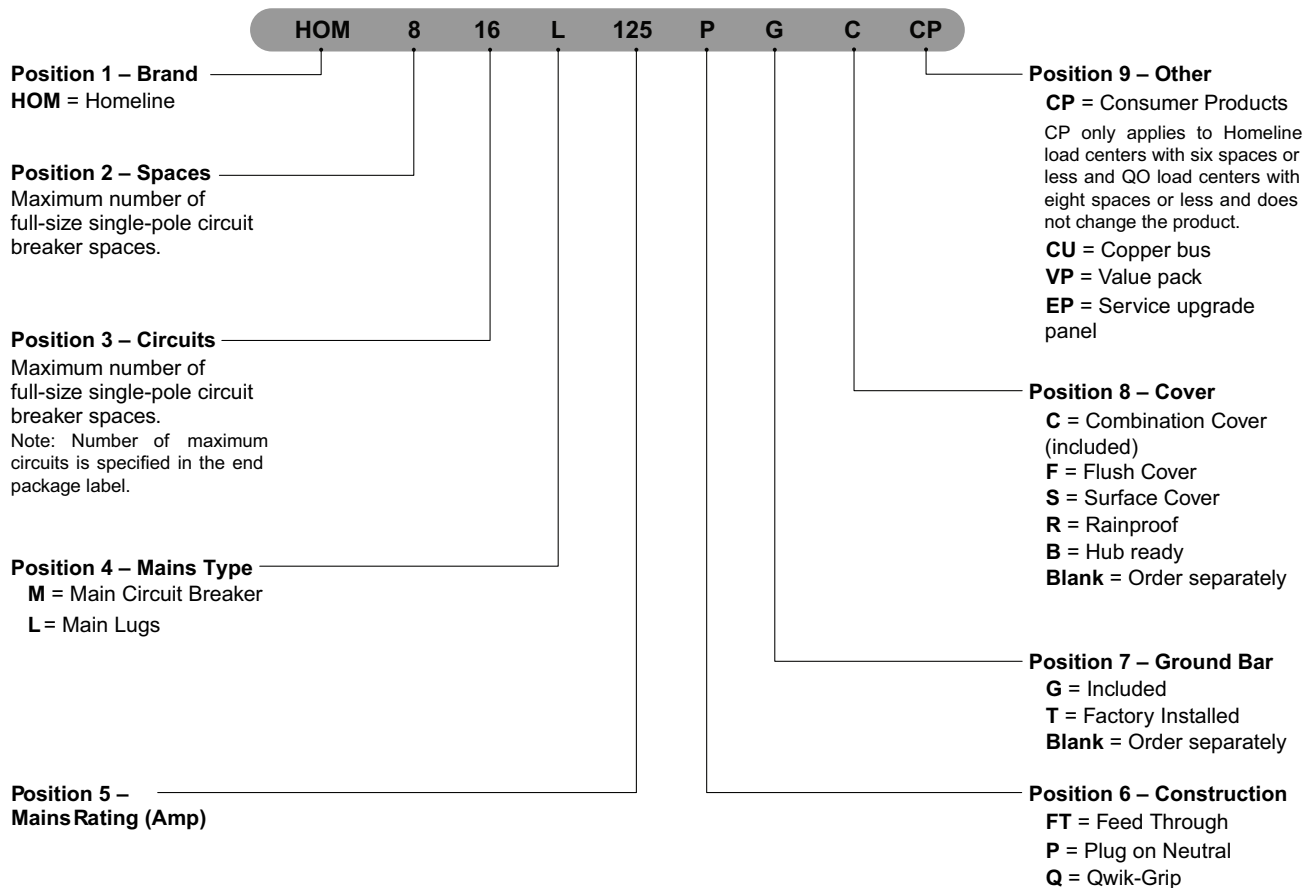 HOM 8 16 L 125 P G C CP
Position 1 – Brand
HOM = Homeline
Position 2 – Spaces
Maximum number of
full-size single-pole circuit
breaker spaces.
Position 3 – Circuits
Maximum number of
full-size single-pole circuit
breaker spaces.
Note: Number of maximum
circuits is specified in the end
package label.
Position 4 – Mains Type
M = Main Circuit Breaker
L = Main Lugs
Position 5 –
Mains Rating (Amp)
Position 9 – Other
CP = Consumer Products
CP only applies to Homeline
load centers with six spaces or
less and QO load centers with
eight spaces or less and does
not change the product.
CU = Copper bus
VP = Value pack
EP = Service upgrade
panel
Position 8 – Cover
C = Combination Cover
(included)
F = Flush Cover
S = Surface Cover
R = Rainproof
B = Hub ready
Blank = Order separately
Position 7 – Ground Bar
G = Included
T = Factory Installed
Blank = Order separately
Position 6 – Construction
FT = Feed Through
P = Plug on Neutral
Q = Qwik-Grip